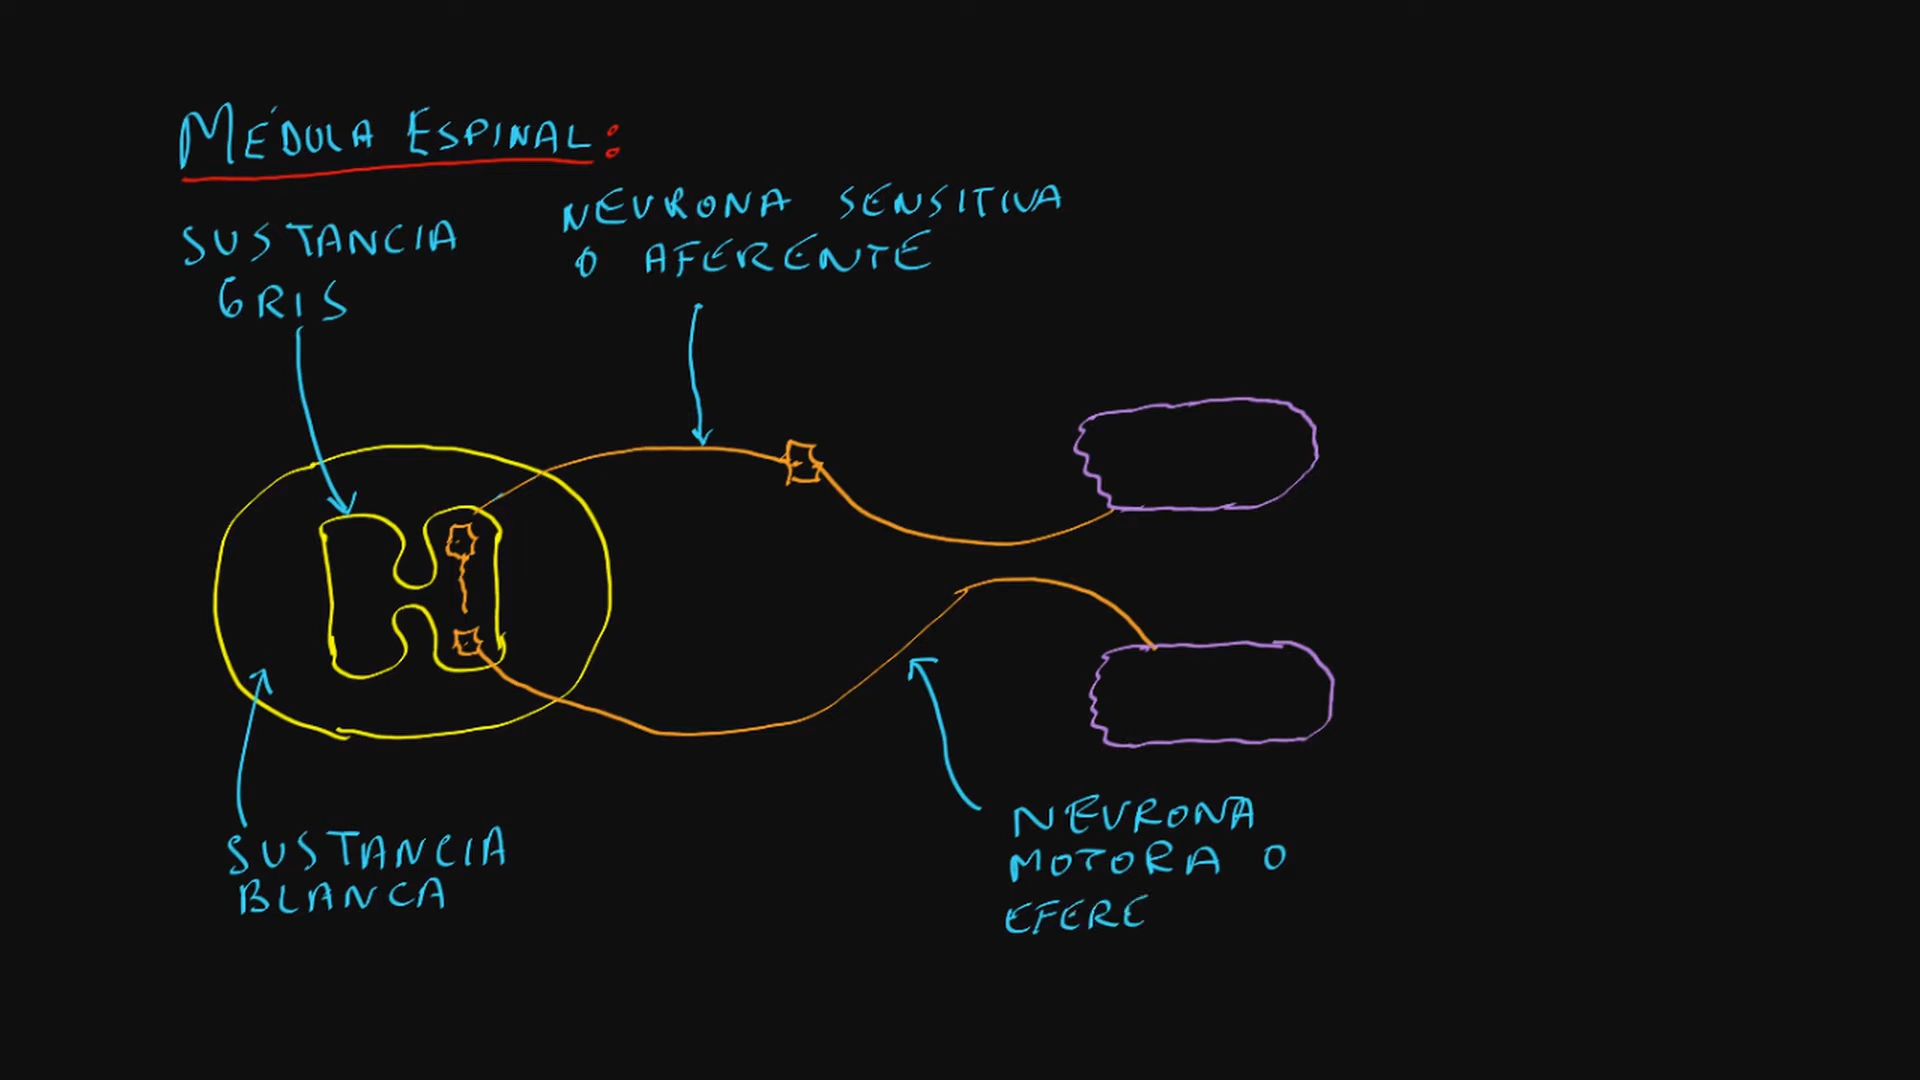 MÉDULA ESPINAL:
SUSTANCIA
GRIS
NEURONA SENSITIVA
O AFERENTE
SUSTANCIA
BLANCA
NEURONA
MOTORA O
EFERE